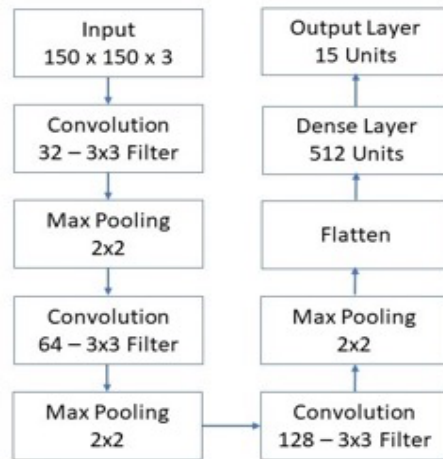 Input
150 x 150 x 3
Convolution
32 – 3x3 Filter
Max Pooling
2x2
Convolution
64 – 3x3 Filter
Max Pooling
2x2
Convolution
128 – 3x3 Filter
Max Pooling
2x2
Flatten
Dense Layer
512 Units
Output Layer
15 Units